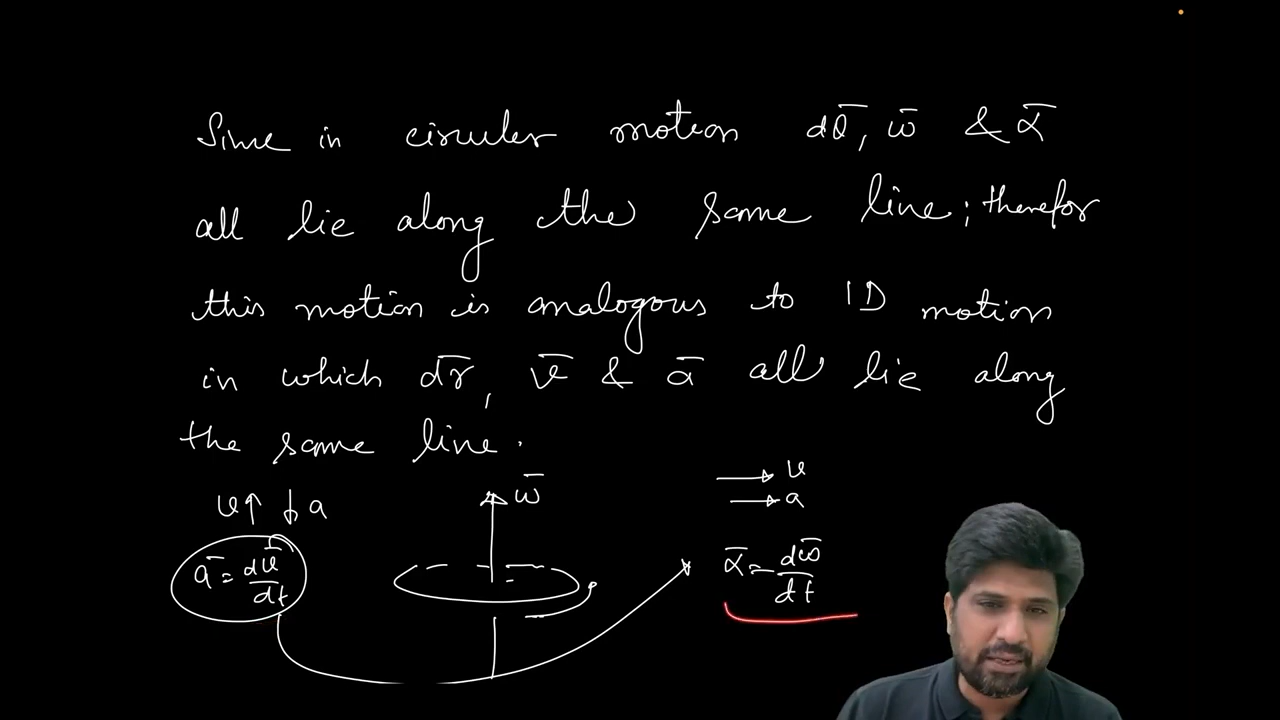 Since in circular motion dθ̄, ω̄ & ᾱ
all lie along the same line; therefor
this motion is analogous to 1D motion
in which dr̄, v̄ & ā all lie along
the same line.
v↑ ↓a
ω̄
v
a
ā = dv̄/dt
ᾱ = dω̄/dt